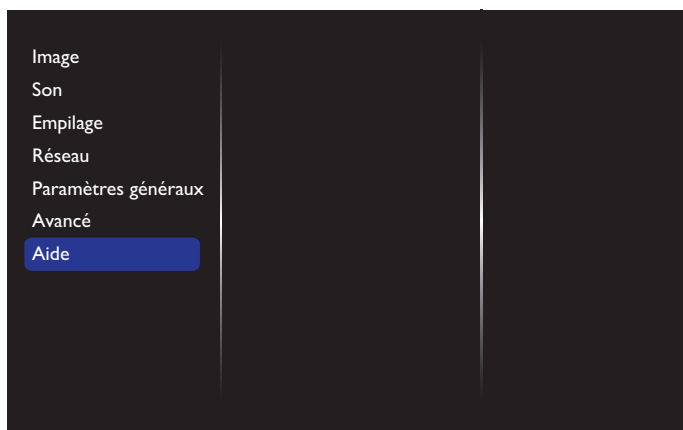 Image
Son
Empilage
Réseau
Paramètres généraux
Avancé
Aide